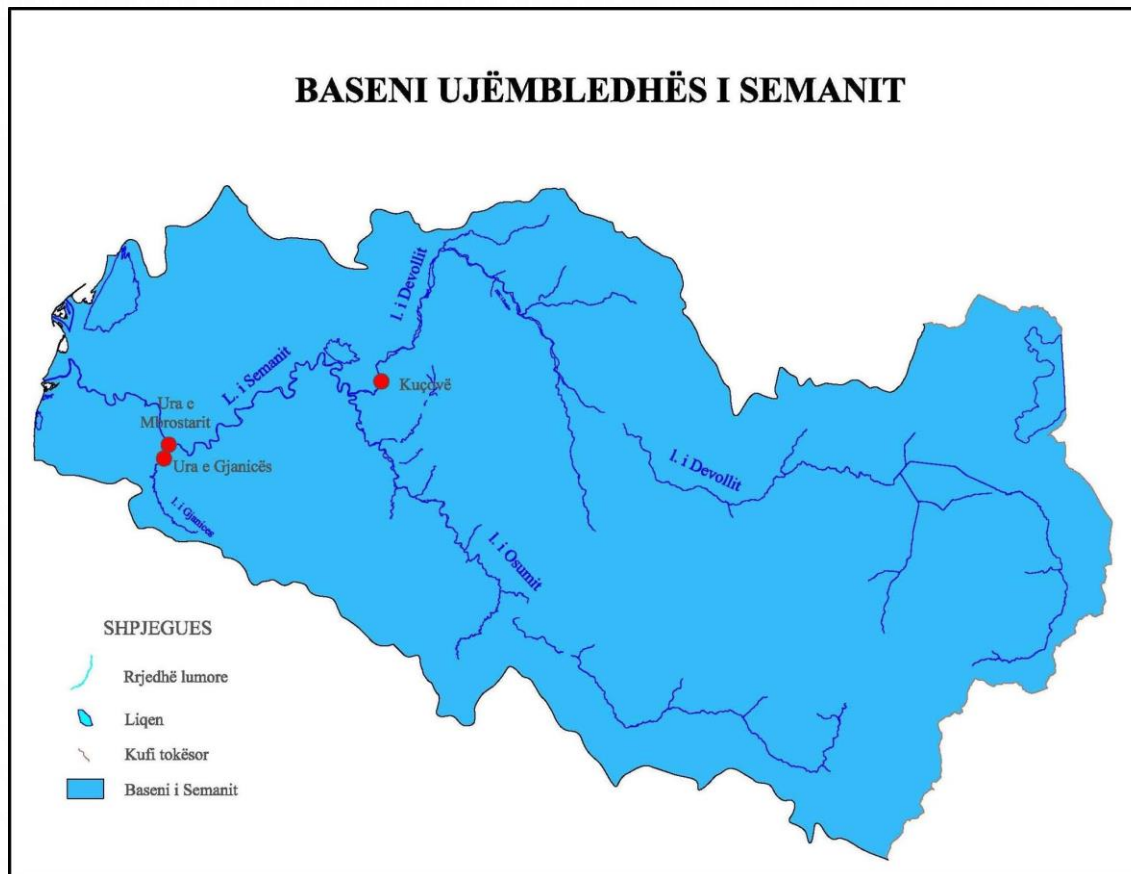 BASENI UJËMBLEDHËS I SEMANIT
l. i Devollit
L. i Semanit
Kuçovë
Ura e
Mbrostarit
Ura e Gjanicës
l. i Gjanices
l. i Devollit
l. i Osumit
SHPJEGUES
Rrjedhë lumore
Liqen
Kufi tokësor
Baseni i Semanit